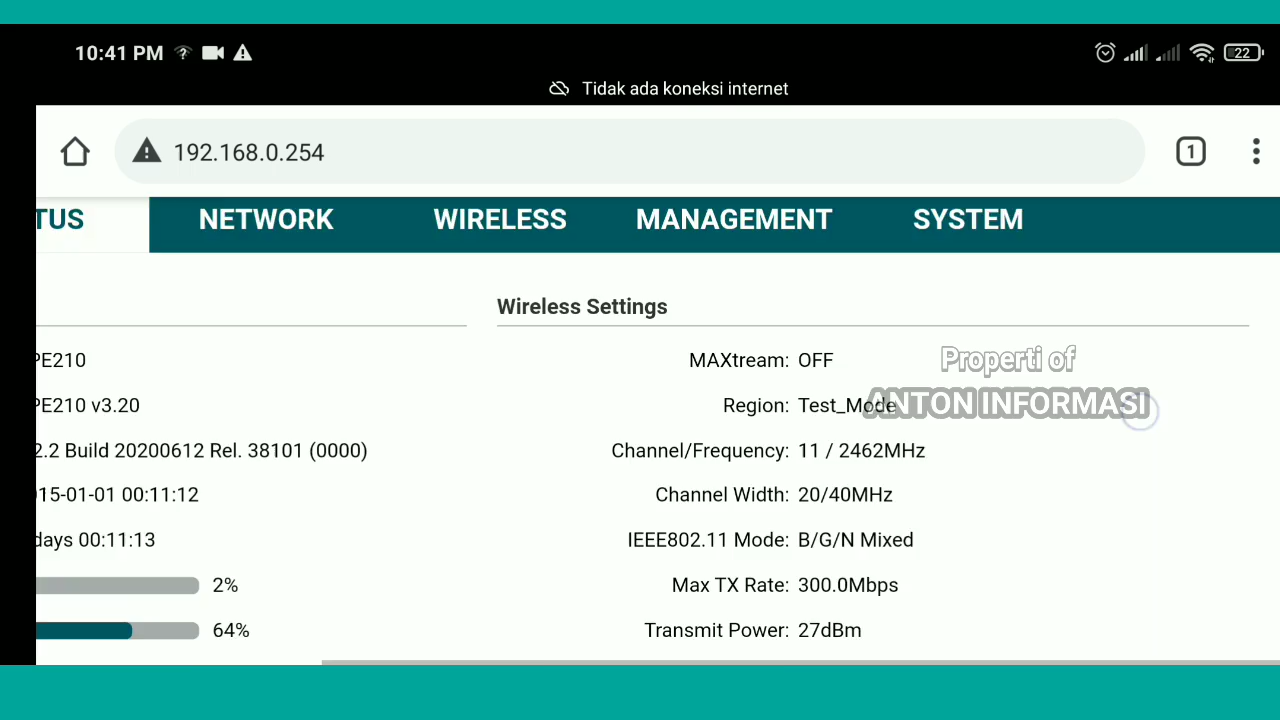 10:41 PM
22
Tidak ada koneksi internet
192.168.0.254
1
TUS NETWORK WIRELESS MANAGEMENT SYSTEM
Wireless Settings
PE210
MAXtream: OFF
Properti of
PE210 v3.20
Region: Test_Mode
ANTON INFORMASI
2.2 Build 20200612 Rel. 38101 (0000)
Channel/Frequency: 11 / 2462MHz
15-01-01 00:11:12
Channel Width: 20/40MHz
days 00:11:13
IEEE802.11 Mode: B/G/N Mixed
2%
Max TX Rate: 300.0Mbps
64%
Transmit Power: 27dBm